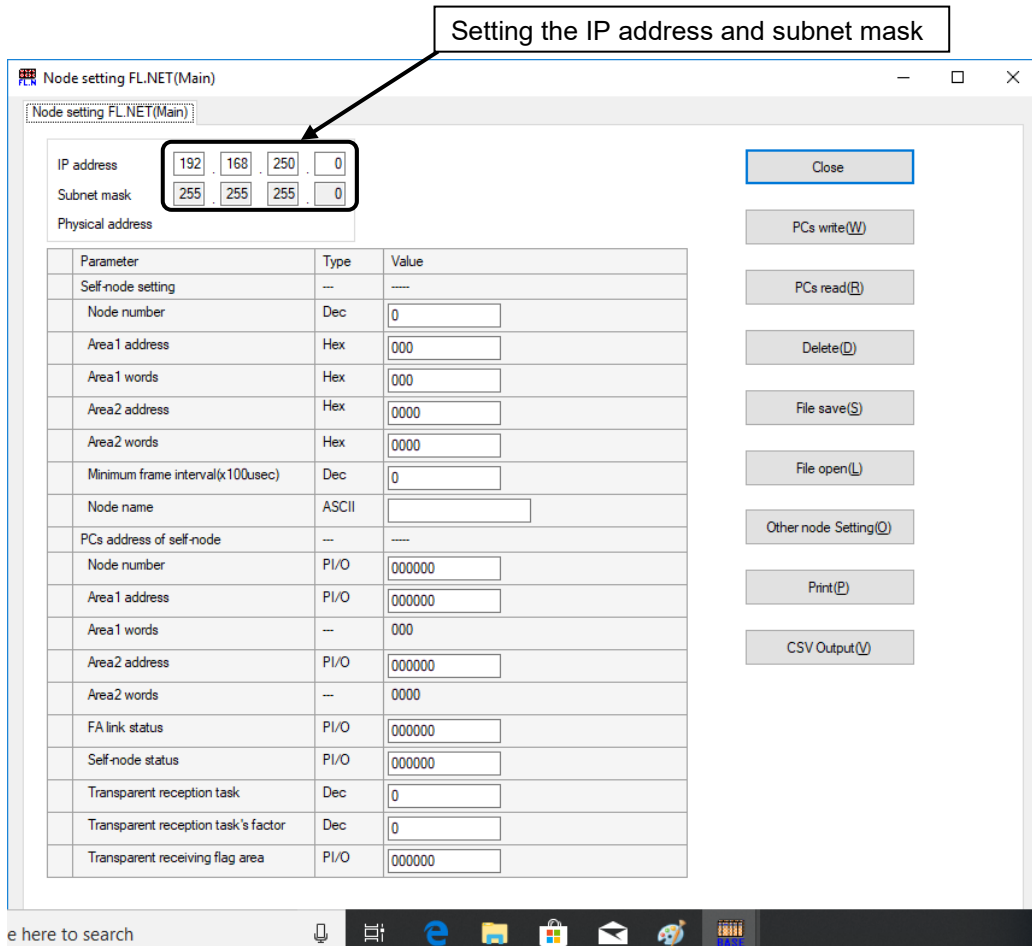 Setting the IP address and subnet mask
FL.N Node setting FL.NET(Main)
Node setting FL.NET(Main)
IP address 192 . 168 . 250 . 0
Subnet mask 255 . 255 . 255 . 0
Physical address
Close
PCs write(W)
PCs read(R)
Delete(D)
File save(S)
File open(L)
Other node Setting(O)
Print(P)
CSV Output(V)
Parameter Type Value
Self-node setting --- -----
Node number Dec 0
Area1 address Hex 000
Area1 words Hex 000
Area2 address Hex 0000
Area2 words Hex 0000
Minimum frame interval(x100usec) Dec 0
Node name ASCII
PCs address of self-node --- -----
Node number PI/O 000000
Area1 address PI/O 000000
Area1 words --- 000
Area2 address PI/O 000000
Area2 words --- 0000
FA link status PI/O 000000
Self-node status PI/O 000000
Transparent reception task Dec 0
Transparent reception task's factor Dec 0
Transparent receiving flag area PI/O 000000
e here to search
BASE